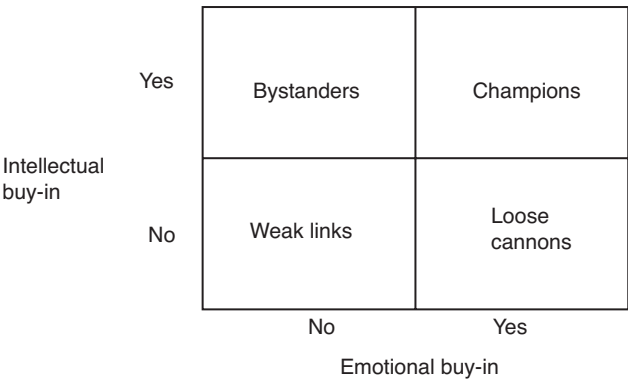 Yes
Bystanders
Champions
Intellectual
buy-in
No
Weak links
Loose
cannons
No
Yes
Emotional buy-in